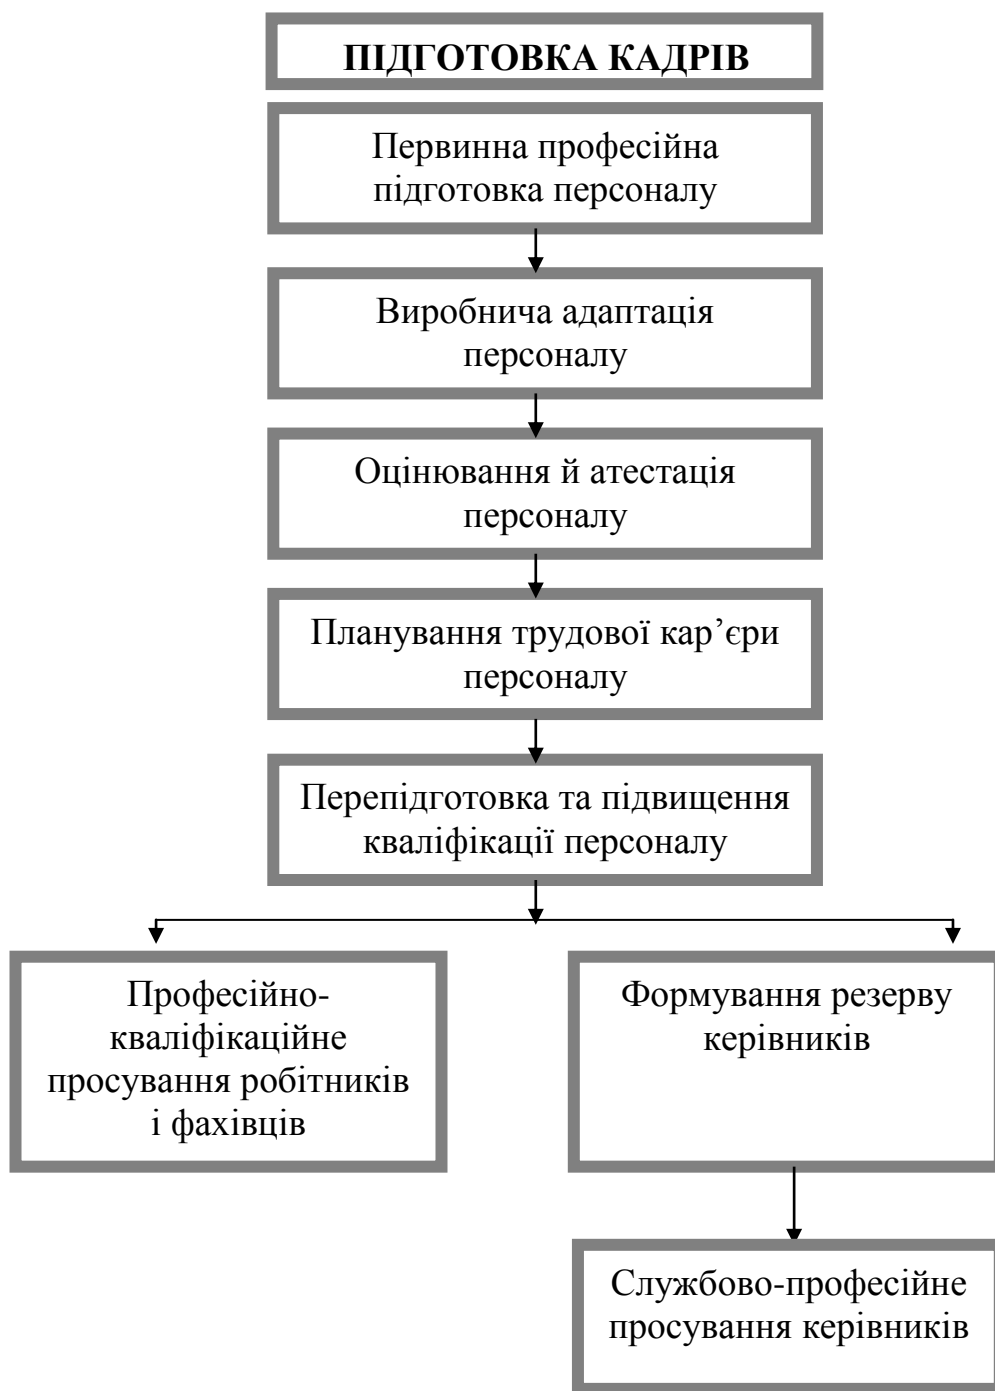 ПІДГОТОВКА КАДРІВ
Первинна професійна
підготовка персоналу
Виробнича адаптація
персоналу
Оцінювання й атестація
персоналу
Планування трудової кар’єри
персоналу
Перепідготовка та підвищення
кваліфікації персоналу
Професійно-
кваліфікаційне
просування робітників
і фахівців
Формування резерву
керівників
Службово-професійне
просування керівників